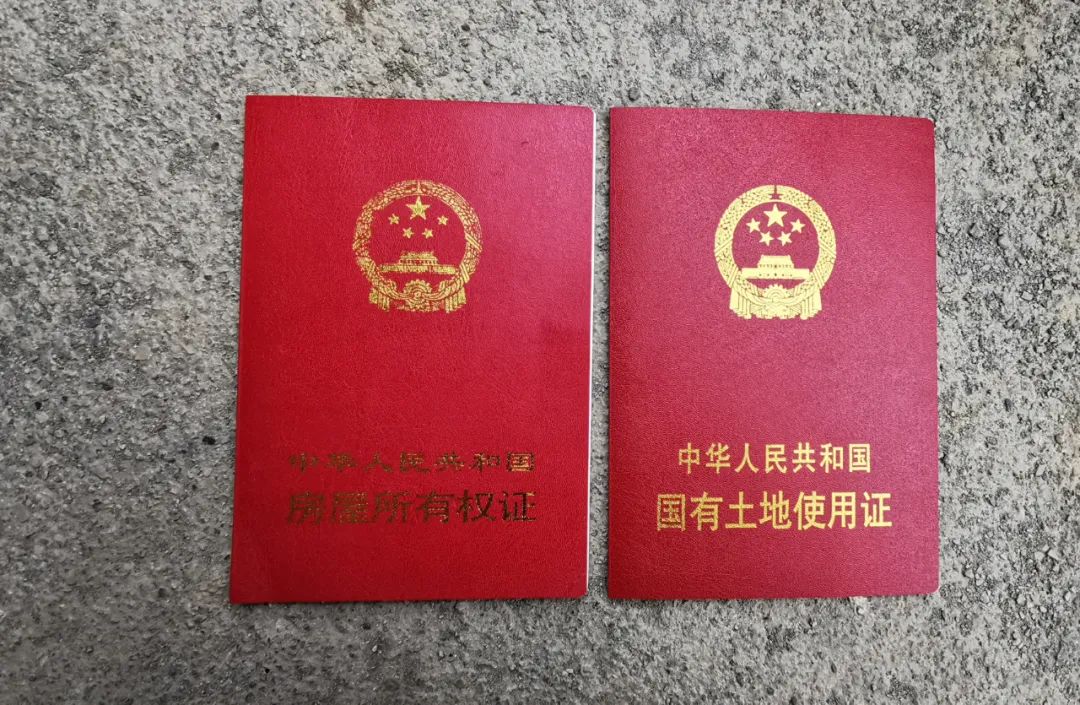 中华人民共和国
房屋所有权证
中华人民共和国
国有土地使用证